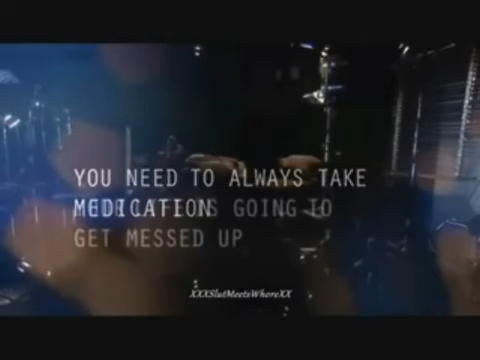 YOU NEED TO ALWAYS TAKE
MEDICATION GOING TO
GET MESSED UP
XXXSlutMeetsWhoreXX